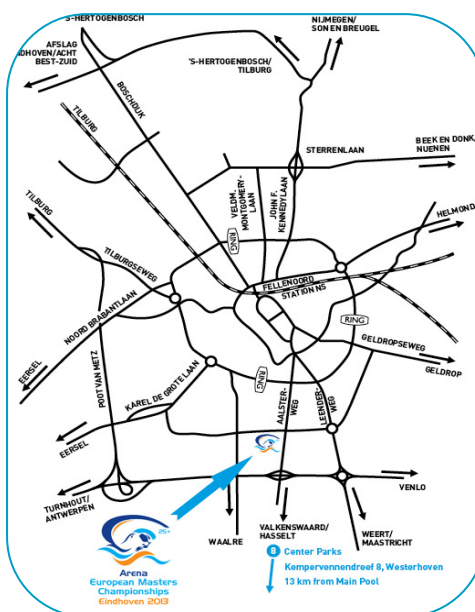 S-HERTOGENBOSCH
NIJMEGEN/
SON EN BREUGEL
AFSLAG
NDHOVEN/ACHT
BEST-ZUID
'S-HERTOGENBOSCH/
TILBURG
BOSCHDIJK
TILBURG
STERRENLAAN
BEEK EN DONK/
NUENEN
VELDM.
MONTGOMERY-
LAAN
JOHN F.
KENNEDYLAAN
TILBURG
HELMOND
RING
TILBURGSEWEG
FELLENOORD
STATION NS
NOORD BRABANTLAAN
RING
GELDROPSEWEG
GELDROP
EERSEL
POOT VAN METZ
KAREL DE GROTE LAAN
RING
AALSTER-
WEG
LEENDER-
WEG
EERSEL
TURNHOUT/
ANTWERPEN
VENLO
25+
WAALRE
VALKENSWAARD/
HASSELT
WEERT/
MAASTRICHT
Arena
European Masters
Championships
Eindhoven 2013
8 Center Parks
Kempervennendreef 8, Westerhoven
13 km from Main Pool